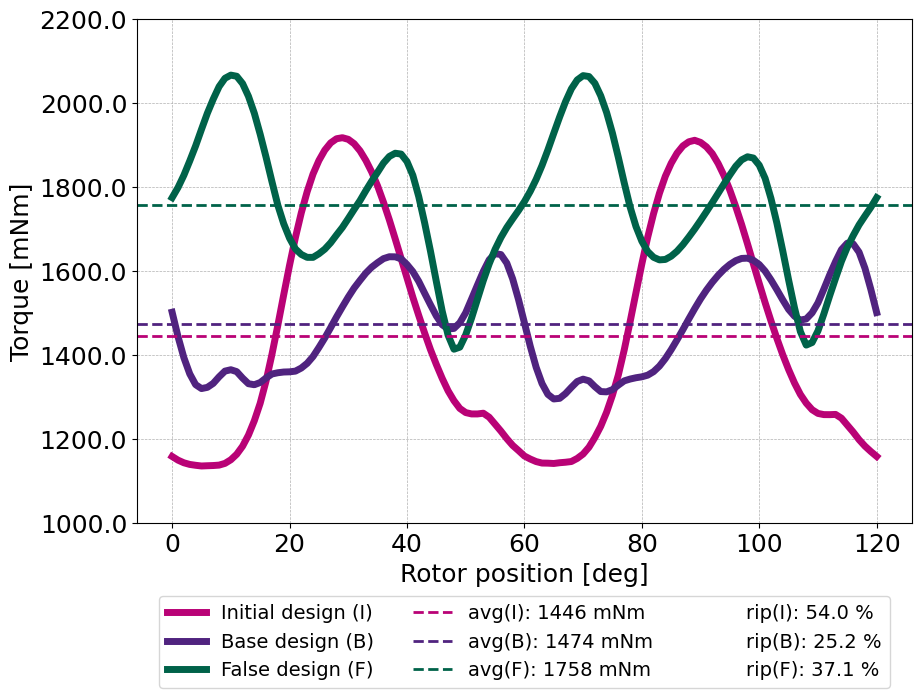 2200.0
2000.0
1800.0
1600.0
1400.0
1200.0
1000.0
Torque [mNm]
0 20 40 60 80 100 120
Rotor position [deg]
Initial design (I) avg(I): 1446 mNm rip(I): 54.0 %
Base design (B) avg(B): 1474 mNm rip(B): 25.2 %
False design (F) avg(F): 1758 mNm rip(F): 37.1 %